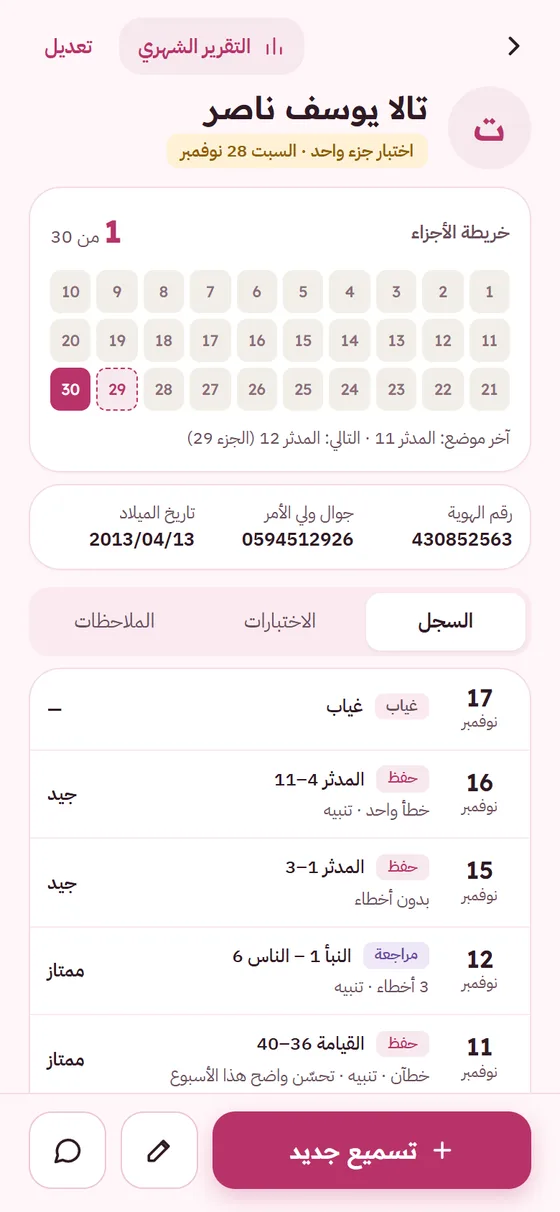 التقرير الشهري
تعديل
ت
تالا يوسف ناصر
اختبار جزء واحد · السبت 28 نوفمبر
خريطة الأجزاء
1 من 30
1 2 3 4 5 6 7 8 9 10
11 12 13 14 15 16 17 18 19 20
21 22 23 24 25 26 27 28 29 30
آخر موضع: المدثر 11 · التالي: المدثر 12 (الجزء 29)
رقم الهوية
430852563
جوال ولي الأمر
0594512926
تاريخ الميلاد
2013/04/13
السجل
الاختبارات
الملاحظات
17 نوفمبر
غياب غياب
–
16 نوفمبر
حفظ المدثر 4–11
خطأ واحد · تنبيه
جيد
15 نوفمبر
حفظ المدثر 1–3
بدون أخطاء
جيد
12 نوفمبر
مراجعة النبأ 1 – الناس 6
3 أخطاء · تنبيه
ممتاز
11 نوفمبر
حفظ القيامة 36–40
خطآن · تنبيه · تحسّن واضح هذا الأسبوع
ممتاز
+ تسميع جديد